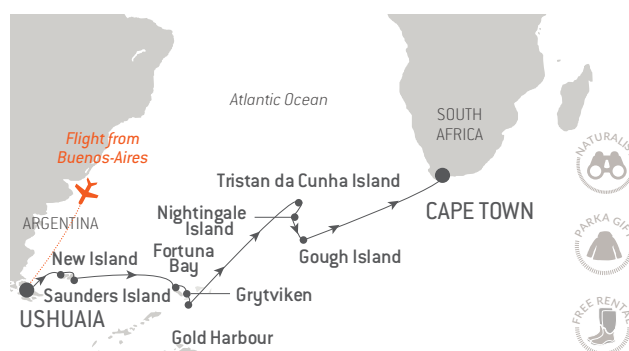 Atlantic Ocean
SOUTH
AFRICA
Flight from
Buenos-Aires
ARGENTINA
Tristan da Cunha Island
Nightingale
Island
CAPE TOWN
Gough Island
Fortuna
Bay
New Island
Saunders Island
Grytviken
USHUAIA
Gold Harbour
NATURALIS
PARKA GIF
FREE RENTA